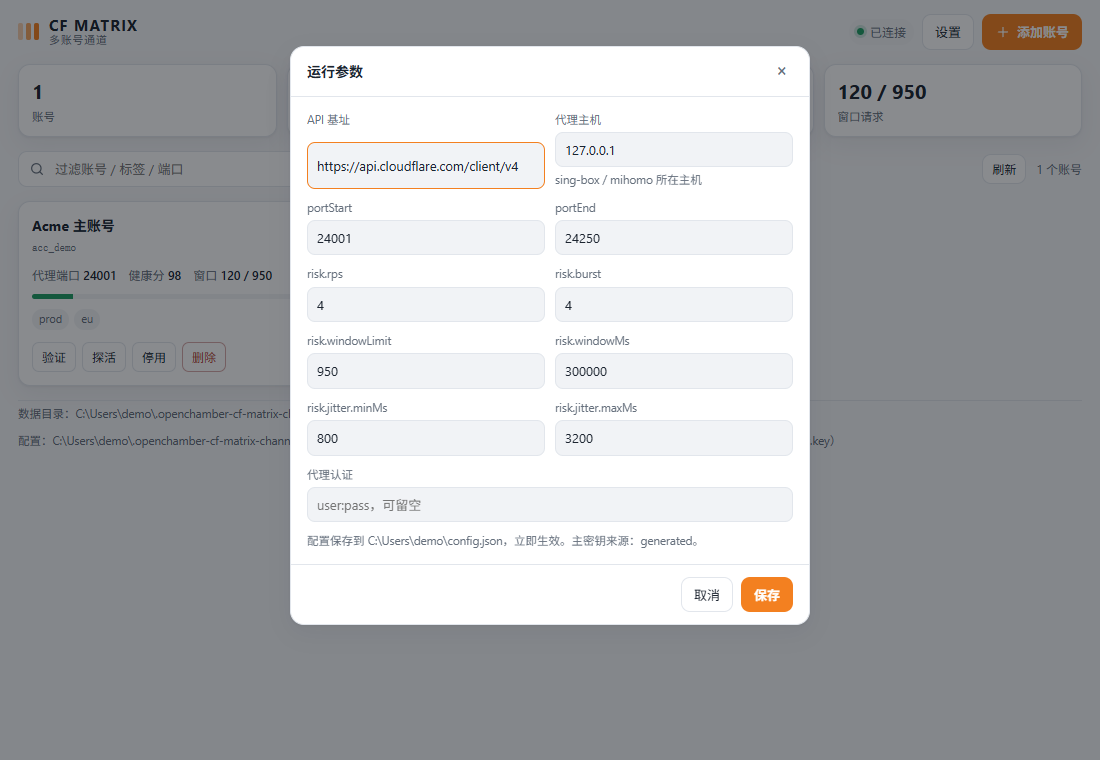 CF MATRIX
多账号通道
已连接
设置
+ 添加账号
1
账号
120 / 950
窗口请求
过滤账号 / 标签 / 端口
刷新
1 个账号
Acme 主账号
acc_demo
代理端口 24001 健康分 98 窗口 120 / 950
prod eu
验证 探活 停用 删除
数据目录：C:\Users\demo\.openchamber-cf-matrix-cl
配置：C:\Users\demo\.openchamber-cf-matrix-chann
.key）
运行参数
×
API 基址
https://api.cloudflare.com/client/v4
代理主机
127.0.0.1
sing-box / mihomo 所在主机
portStart
24001
portEnd
24250
risk.rps
4
risk.burst
4
risk.windowLimit
950
risk.windowMs
300000
risk.jitter.minMs
800
risk.jitter.maxMs
3200
代理认证
user:pass，可留空
配置保存到 C:\Users\demo\config.json，立即生效。主密钥来源：generated。
取消
保存